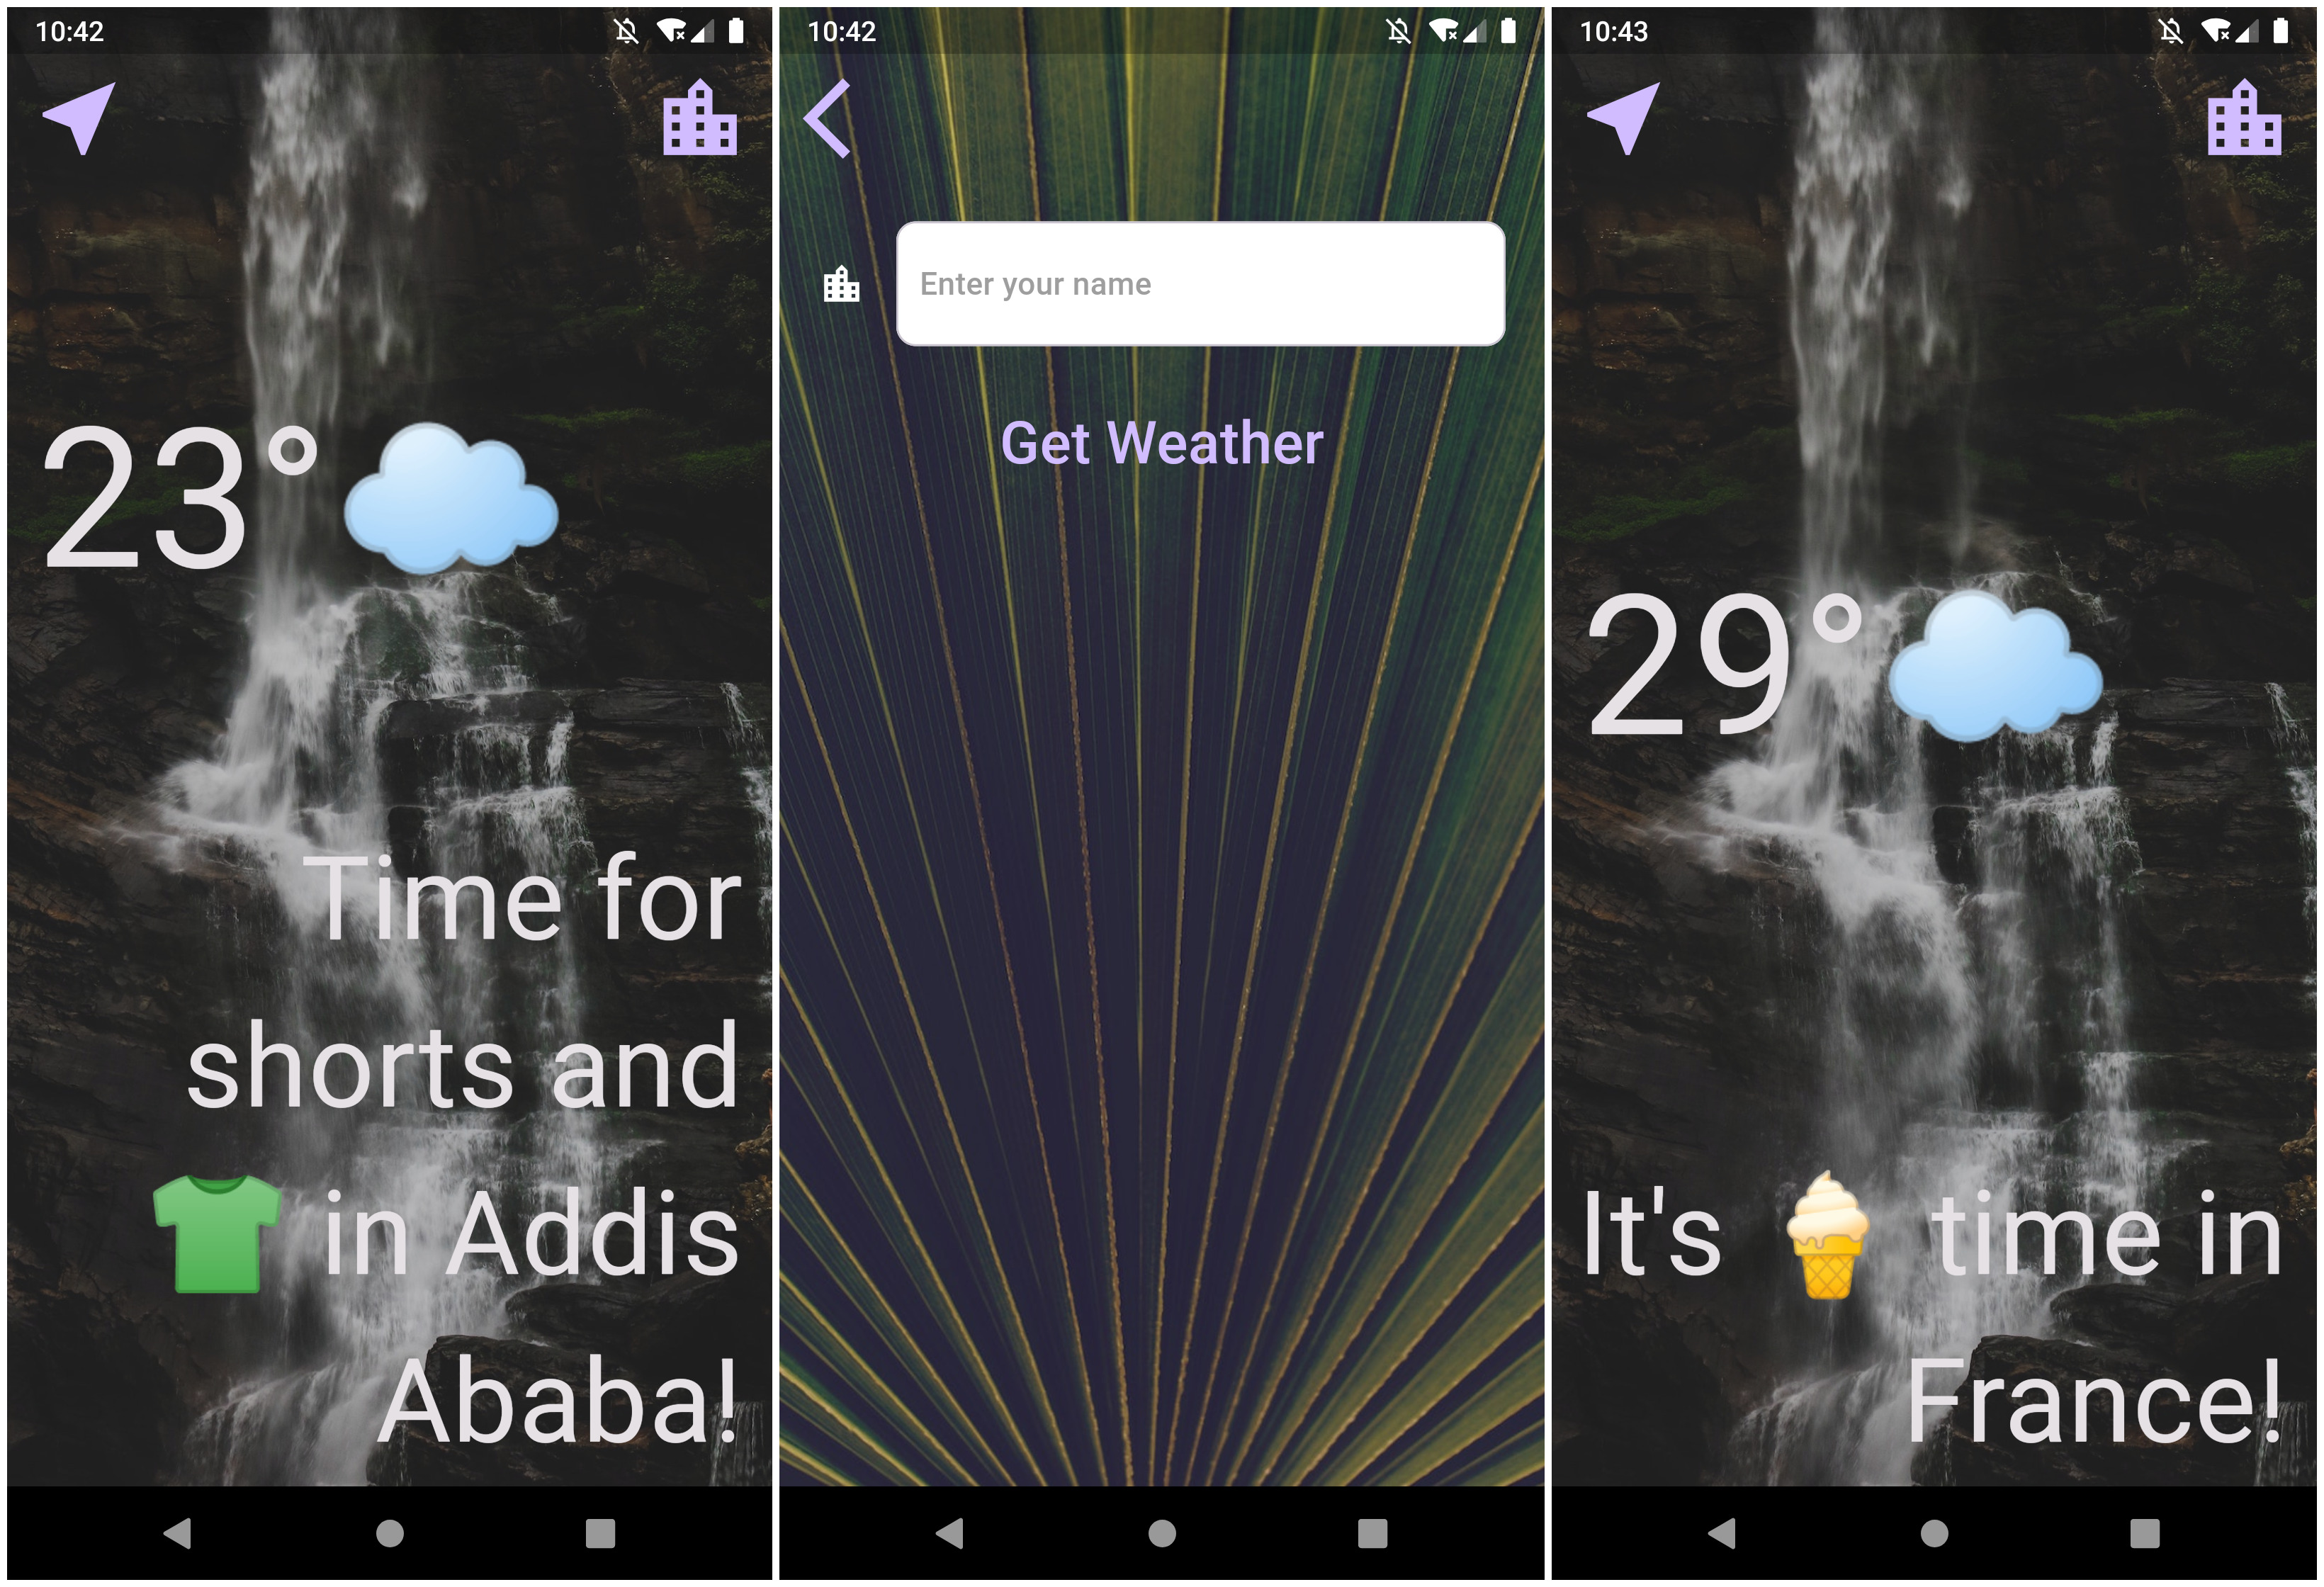 10:42
23°
Time for
shorts and
👕 in Addis
Ababa!
10:42
Enter your name
Get Weather
10:43
29°
It's 🍦 time in
France!